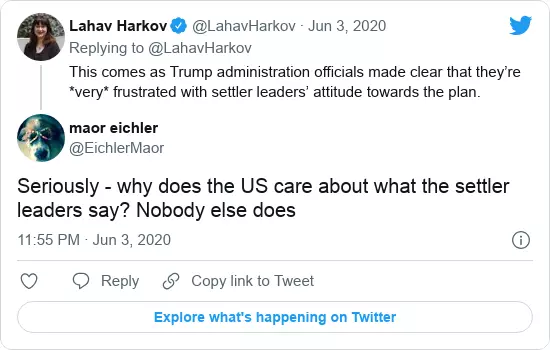 Lahav Harkov @LahavHarkov · Jun 3, 2020
Replying to @LahavHarkov
This comes as Trump administration officials made clear that they’re
*very* frustrated with settler leaders’ attitude towards the plan.
maor eichler
@EichlerMaor
Seriously - why does the US care about what the settler
leaders say? Nobody else does
11:55 PM · Jun 3, 2020
Reply Copy link to Tweet
Explore what's happening on Twitter